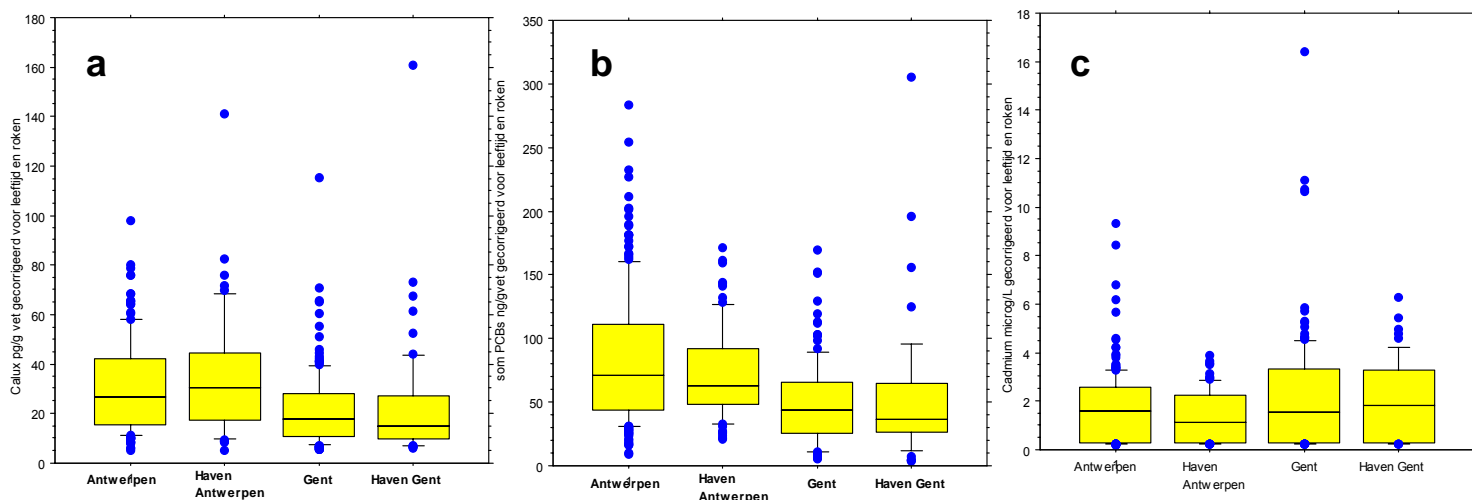 a
Calux pg/g vet gecorrigeerd voor leeftijd en roken
180
160
140
120
100
80
60
40
20
0
Antwerpen
Haven
Antwerpen
Gent
Haven Gent
b
som PCBs ng/gvet gecorrigeerd voor leeftijd en roken
350
300
250
200
150
100
50
0
Antwerpen
Haven
Antwerpen
Gent
Haven Gent
c
Cadmium microg/L gecorrigeerd voor leeftijd en roken
18
16
14
12
10
8
6
4
2
0
Antwerpen
Haven
Antwerpen
Gent
Haven Gent